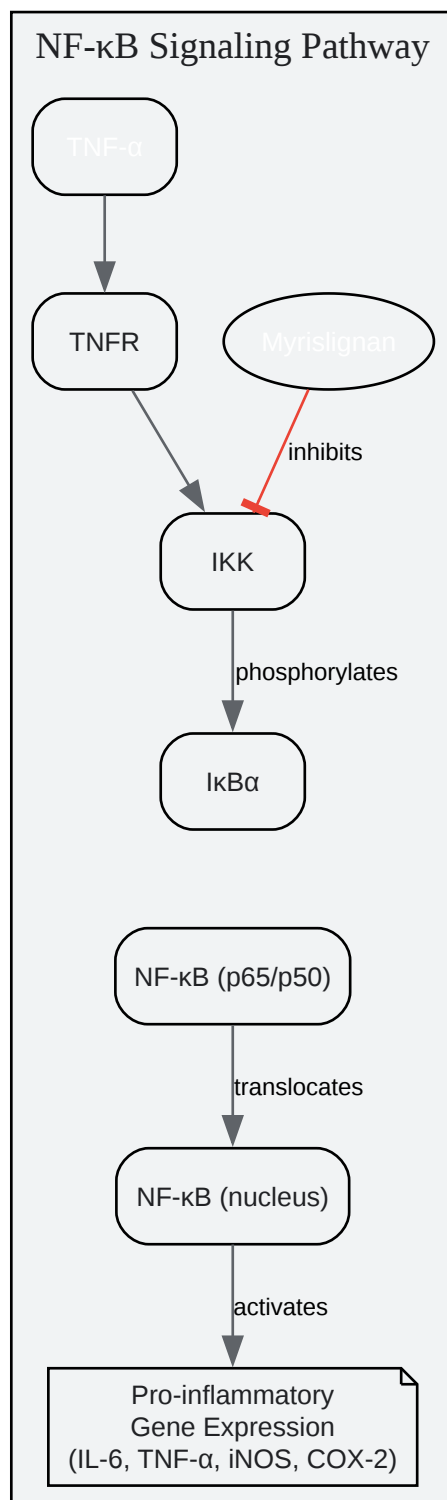 NF-κB Signaling Pathway
TNF-α
TNFR
Myrislignan
inhibits
IKK
phosphorylates
IκBα
NF-κB (p65/p50)
translocates
NF-κB (nucleus)
activates
Pro-inflammatory
Gene Expression
(IL-6, TNF-α, iNOS, COX-2)